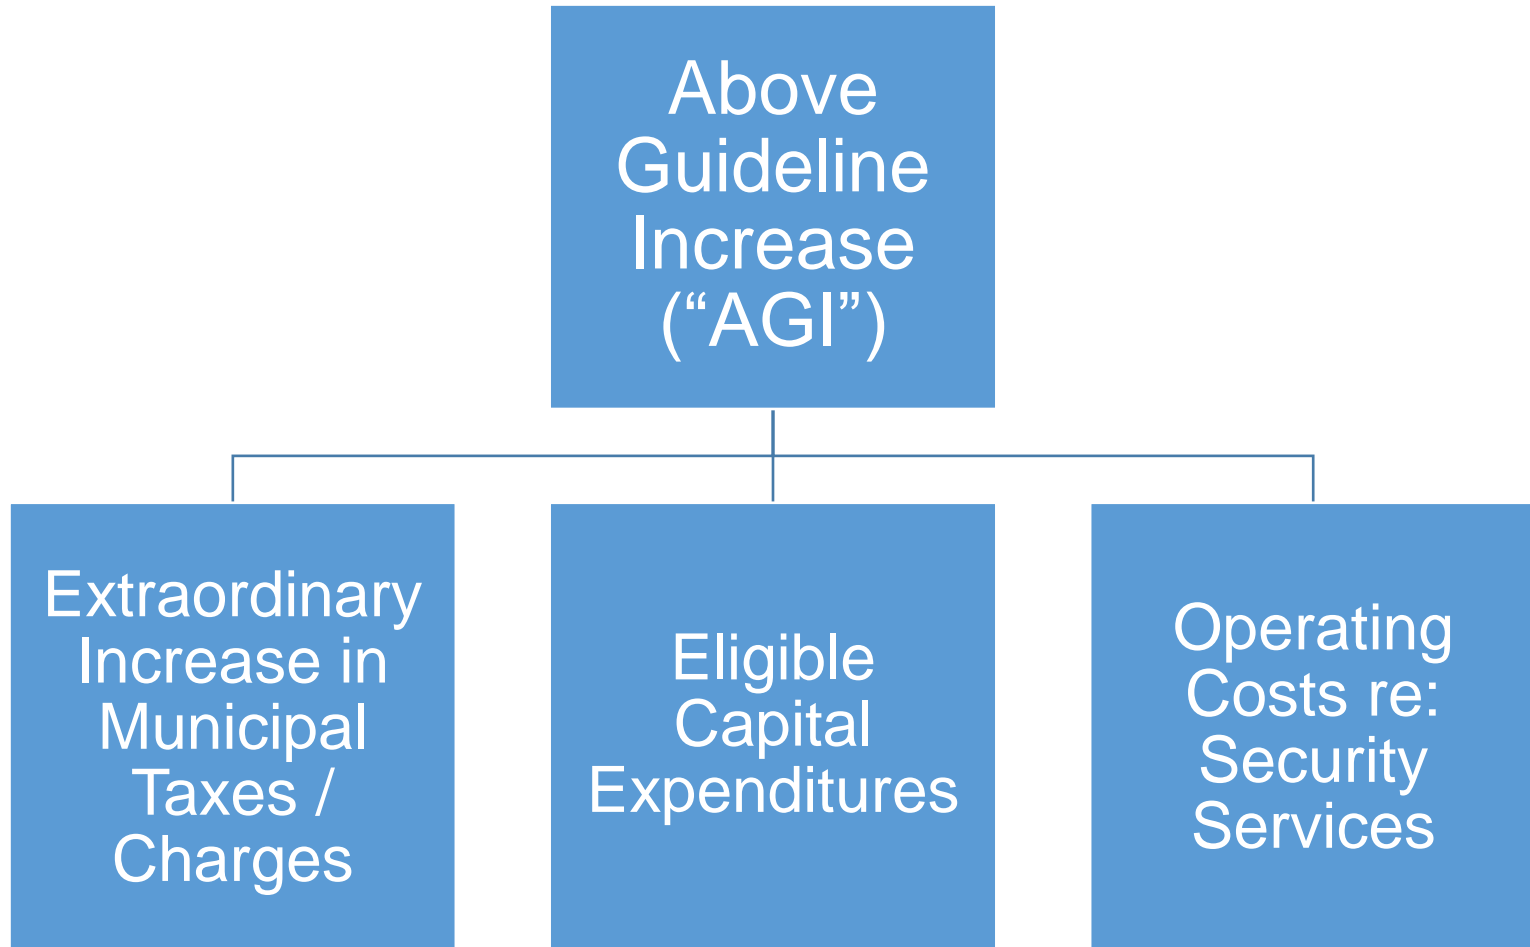 Above
Guideline
Increase
(“AGI”)
Extraordinary
Increase in
Municipal
Taxes /
Charges
Eligible
Capital
Expenditures
Operating
Costs re:
Security
Services